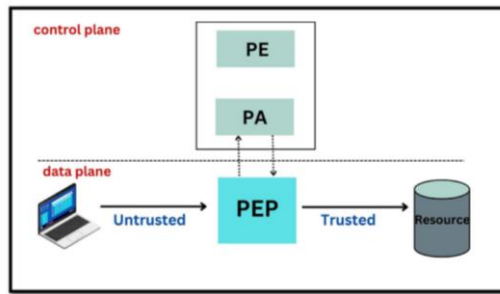 control plane
PE
PA
data plane
Untrusted
PEP
Trusted
Resource